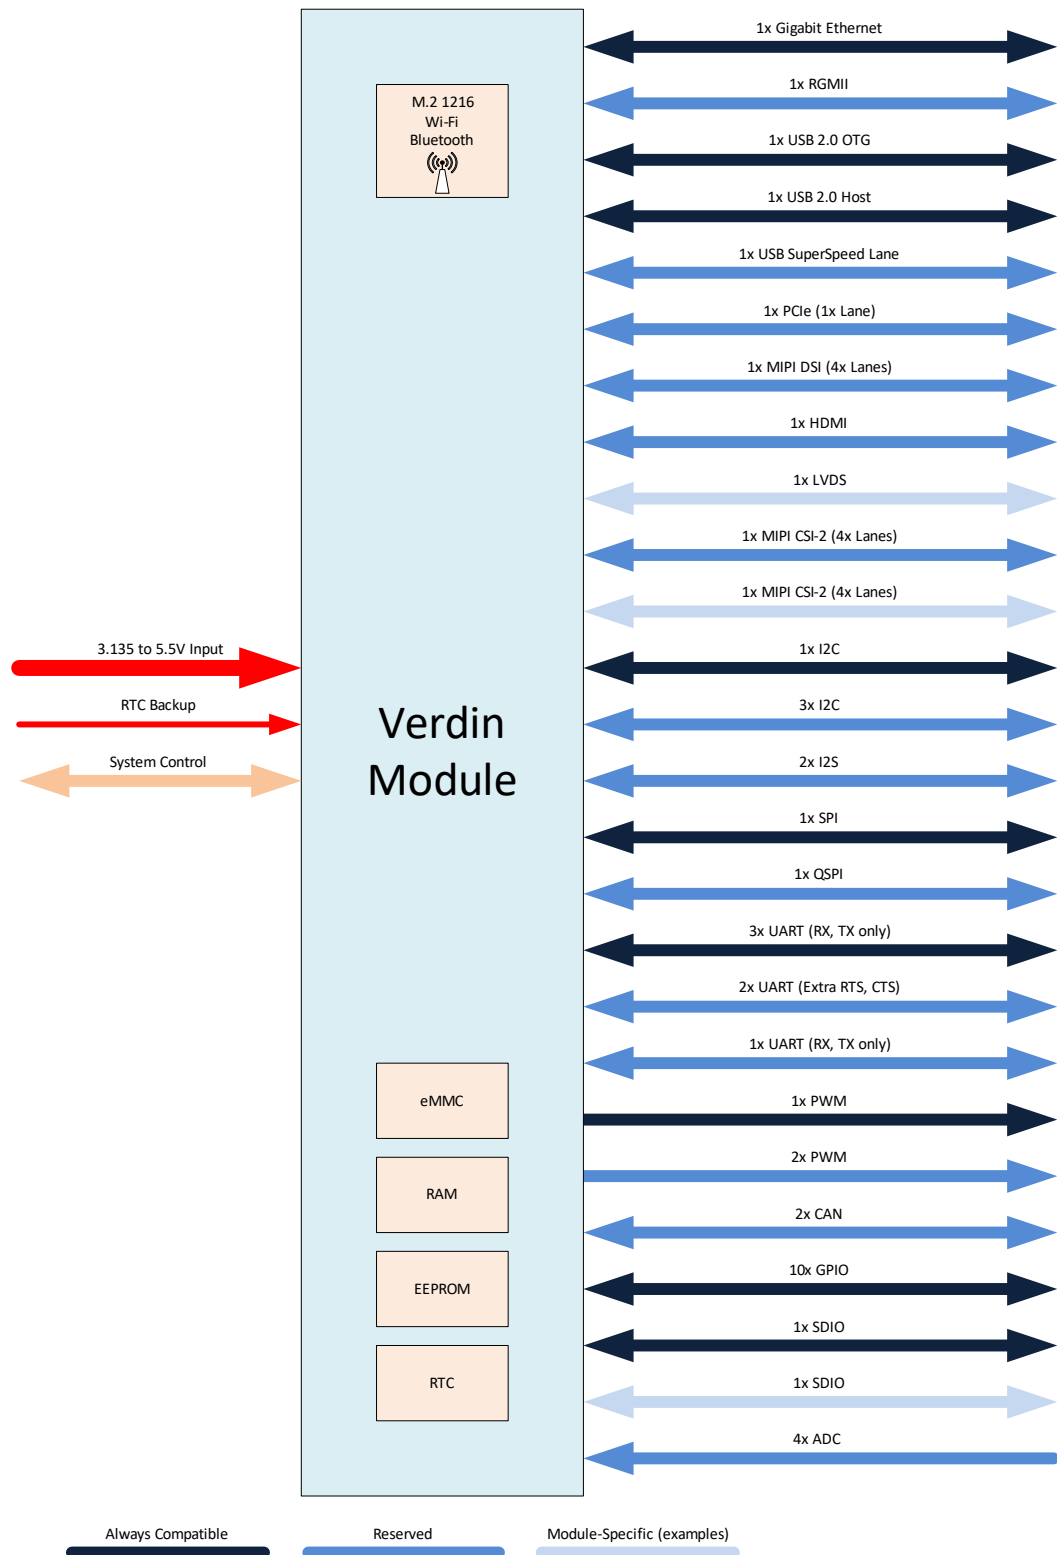 1x Gigabit Ethernet
M.2 1216
Wi-Fi
Bluetooth
1x RGMII
1x USB 2.0 OTG
1x USB 2.0 Host
1x USB SuperSpeed Lane
1x PCIe (1x Lane)
1x MIPI DSI (4x Lanes)
1x HDMI
1x LVDS
1x MIPI CSI-2 (4x Lanes)
1x MIPI CSI-2 (4x Lanes)
3.135 to 5.5V Input
1x I2C
RTC Backup
3x I2C
Verdin
Module
System Control
2x I2S
1x SPI
1x QSPI
3x UART (RX, TX only)
2x UART (Extra RTS, CTS)
1x UART (RX, TX only)
eMMC
1x PWM
2x PWM
RAM
2x CAN
10x GPIO
EEPROM
1x SDIO
RTC
1x SDIO
4x ADC
Always Compatible
Reserved
Module-Specific (examples)